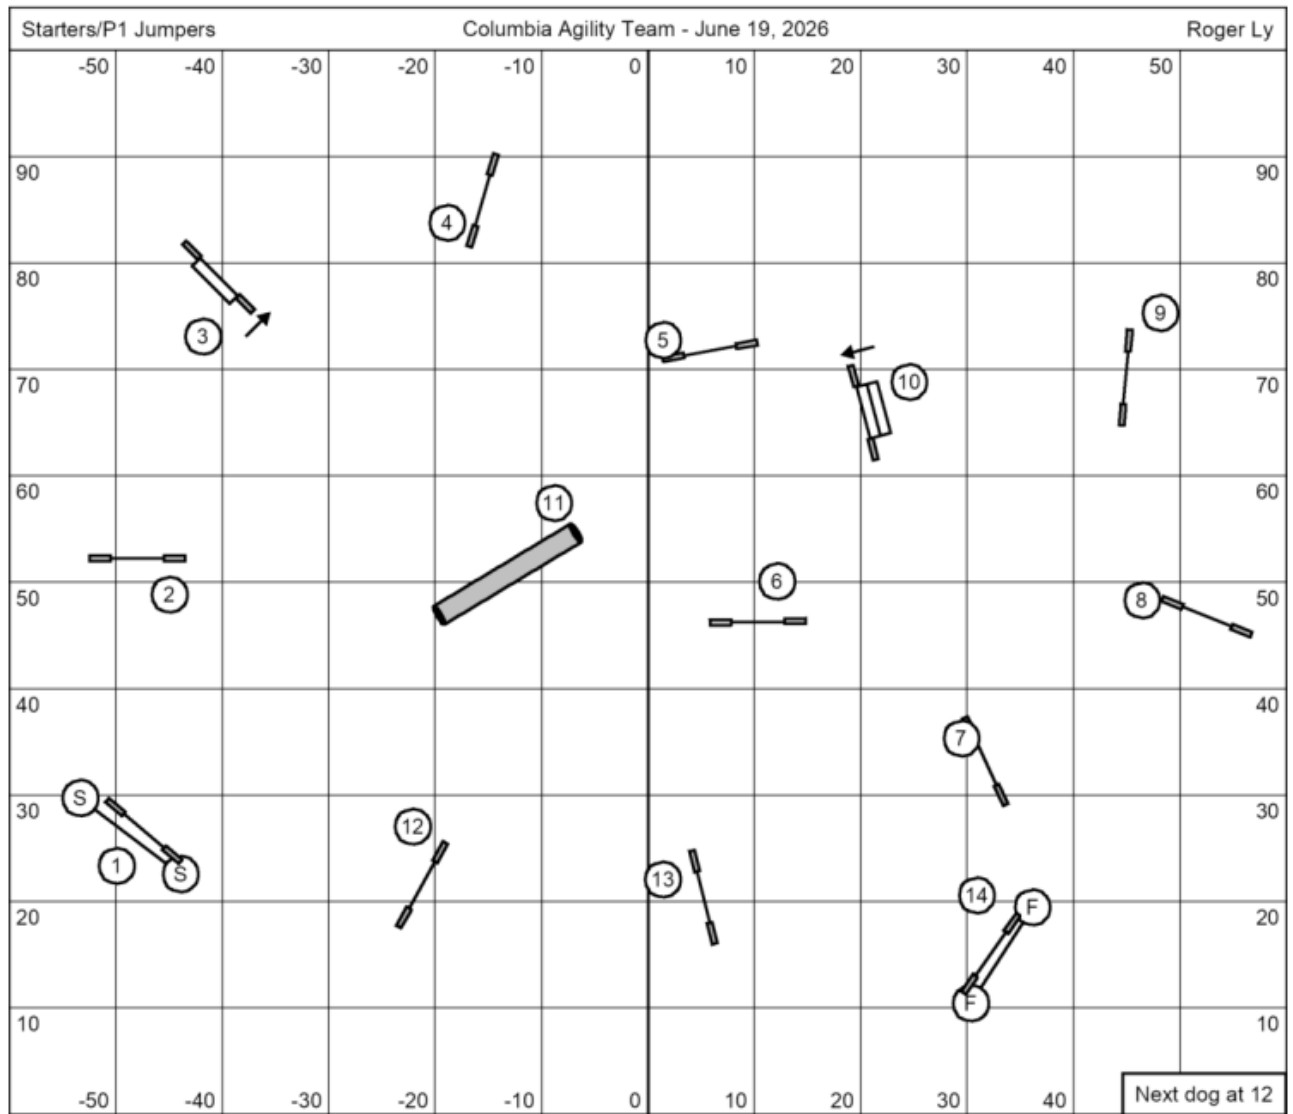 Starters/P1 Jumpers
Columbia Agility Team - June 19, 2026
Roger Ly
-50 -40 -30 -20 -10 0 10 20 30 40 50
90 90
4
80 80
3
5
9
70 70
10
60 60
11
50 50
2
6
8
40 40
7
30 30
S
12
1
S
13
20 20
14
F
F
10 10
-50 -40 -30 -20 -10 0 10 20 30 40
Next dog at 12